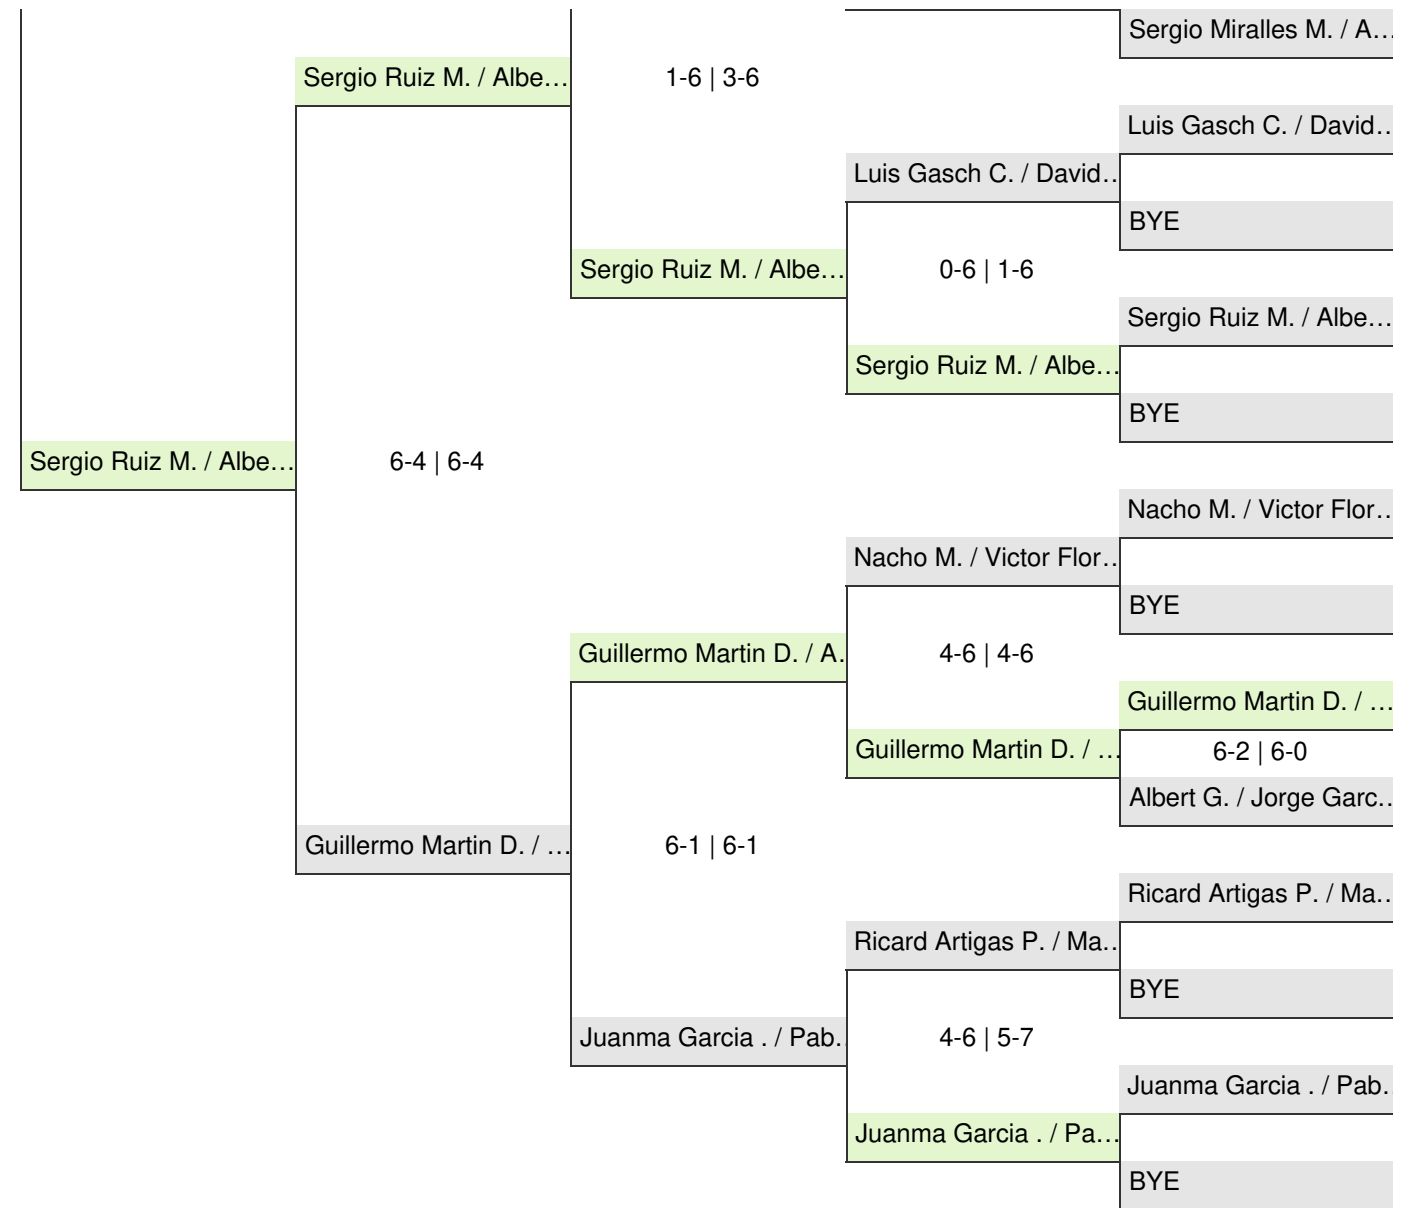 Sergio Miralles M. / A...
Sergio Ruiz M. / Albe...
1-6 | 3-6
Luis Gasch C. / David..
Luis Gasch C. / David..
BYE
Sergio Ruiz M. / Albe...
0-6 | 1-6
Sergio Ruiz M. / Albe...
Sergio Ruiz M. / Albe...
BYE
Sergio Ruiz M. / Albe...
6-4 | 6-4
Nacho M. / Victor Flor..
Nacho M. / Victor Flor..
BYE
Guillermo Martin D. / A.
4-6 | 4-6
Guillermo Martin D. / ...
Guillermo Martin D. / ...
6-2 | 6-0
Albert G. / Jorge Garc..
Guillermo Martin D. / ...
6-1 | 6-1
Ricard Artigas P. / Ma..
Ricard Artigas P. / Ma..
BYE
Juanma Garcia . / Pab.
4-6 | 5-7
Juanma Garcia . / Pab.
Juanma Garcia . / Pa...
BYE